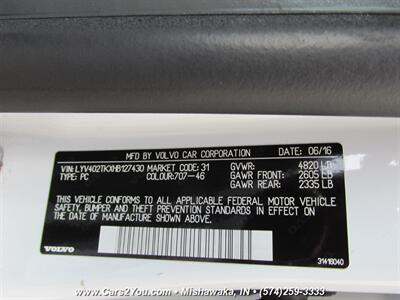 MFD BY VOLVO CAR CORPORATION DATE: 06/16
VIN: LYV402TKXHB127430 MARKET CODE: 31 GVWR: 4820 LB
TYPE: PC COLOUR:707-46 GAWR FRONT: 2605 LB
GAWR REAR: 2335 LB
THIS VEHICLE CONFORMS TO ALL APPLICABLE FEDERAL MOTOR VEHICLE
SAFETY, BUMPER AND THEFT PREVENTION STANDARDS IN EFFECT ON
THE DATE OF MANUFACTURE SHOWN ABOVE.
VOLVO
31416040
www.Cars2You.com - Mishawaka, IN - (574)259-3333